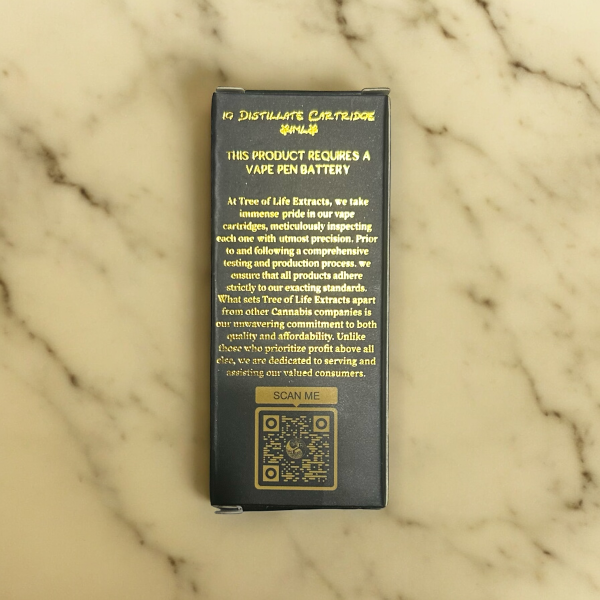 1G DISTILLATE CARTRIDGE
1ML
THIS PRODUCT REQUIRES A
VAPE PEN BATTERY
At Tree of Life Extracts, we take
immense pride in our vape
cartridges, meticulously inspecting
each one with utmost precision. Prior
to and following a comprehensive
testing and production process. we
ensure that all products adhere
strictly to our exacting standards.
What sets Tree of Life Extracts apart
from other Cannabis companies is
our unwavering commitment to both
quality and affordability. Unlike
those who prioritize profit above all
else, we are dedicated to serving and
assisting our valued consumers.
SCAN ME